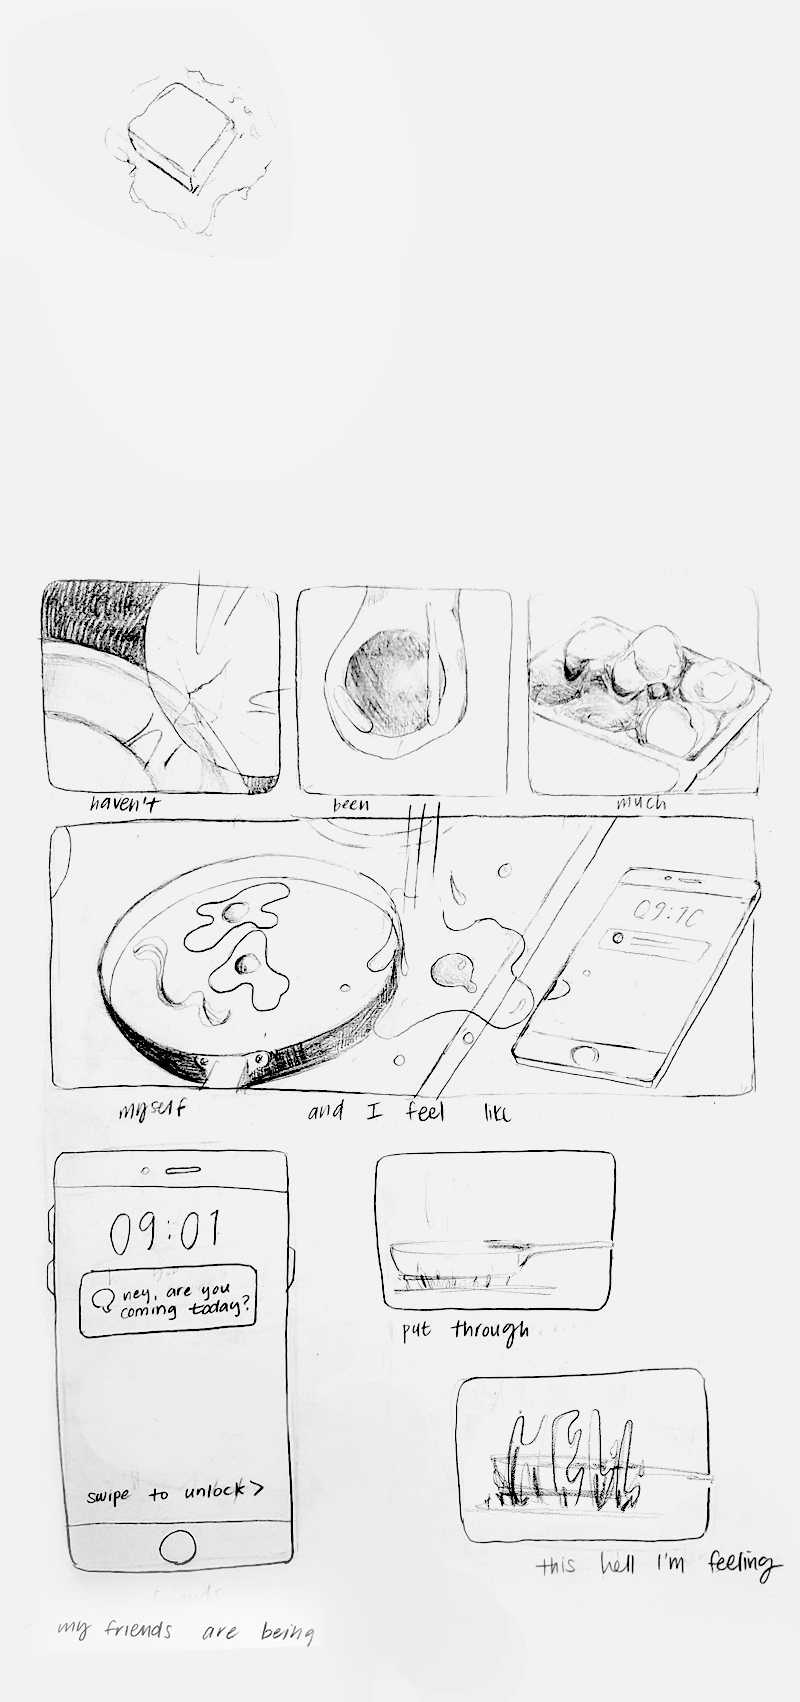 haven't been much
09:10
myself and I feel like
09:01
hey, are you
coming today?
swipe to unlock >
put through
HELL
this hell I'm feeling
my friends are being